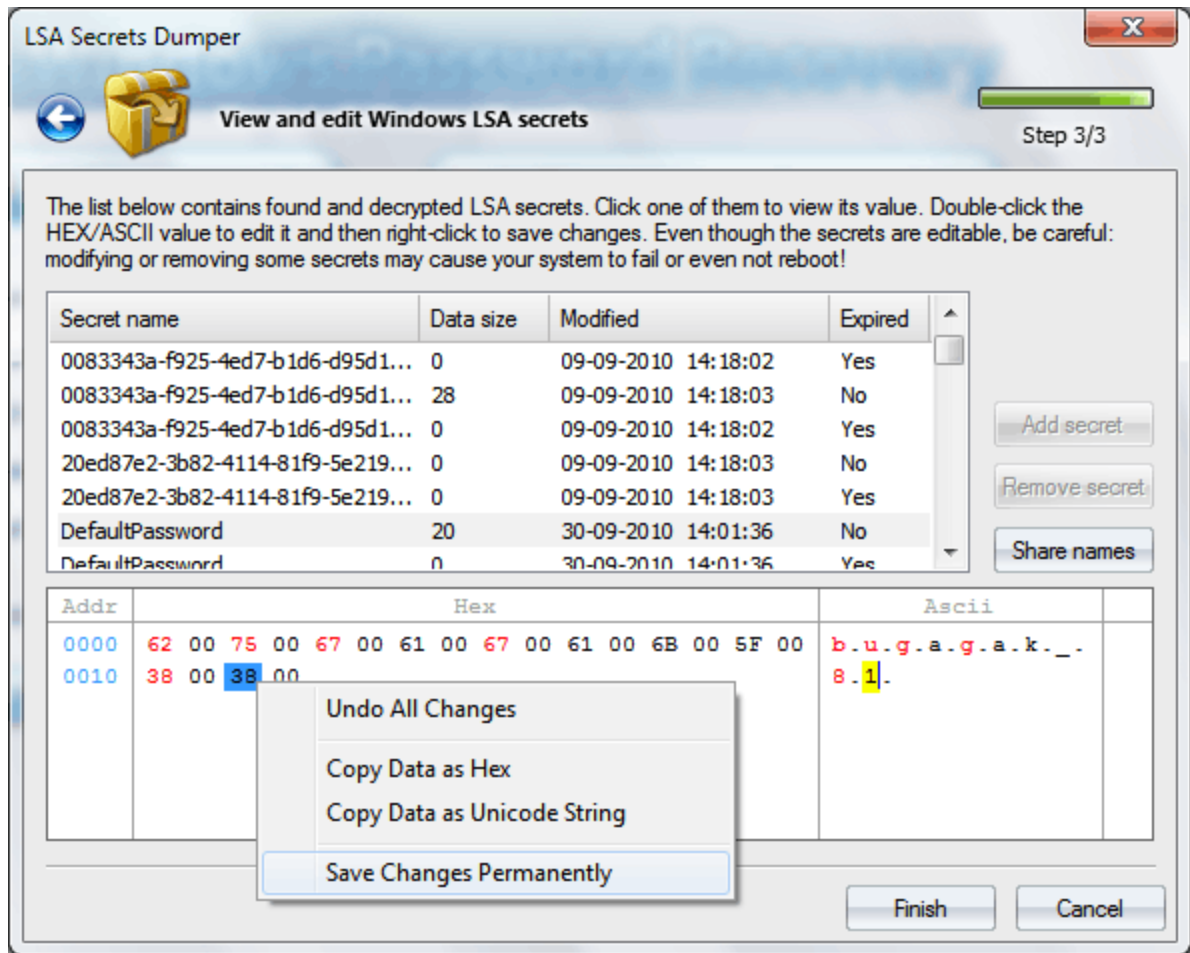 LSA Secrets Dumper
View and edit Windows LSA secrets
Step 3/3
The list below contains found and decrypted LSA secrets. Click one of them to view its value. Double-click the
HEX/ASCII value to edit it and then right-click to save changes. Even though the secrets are editable, be careful:
modifying or removing some secrets may cause your system to fail or even not reboot!
Secret name Data size Modified Expired
0083343a-f925-4ed7-b1d6-d95d1... 0 09-09-2010 14:18:02 Yes
0083343a-f925-4ed7-b1d6-d95d1... 28 09-09-2010 14:18:03 No
0083343a-f925-4ed7-b1d6-d95d1... 0 09-09-2010 14:18:02 Yes
20ed87e2-3b82-4114-81f9-5e219... 0 09-09-2010 14:18:03 No
20ed87e2-3b82-4114-81f9-5e219... 0 09-09-2010 14:18:03 Yes
DefaultPassword 20 30-09-2010 14:01:36 No
DefaultPassword 0 30-09-2010 14:01:36 Yes
Add secret
Remove secret
Share names
Addr Hex Ascii
0000 62 00 75 00 67 00 61 00 67 00 61 00 6B 00 5F 00 b.u.g.a.g.a.k._.
0010 38 00 38 00 8.1.
Undo All Changes
Copy Data as Hex
Copy Data as Unicode String
Save Changes Permanently
Finish Cancel